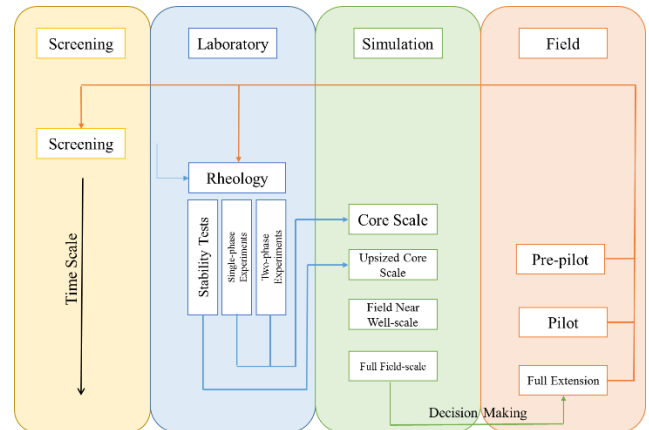 Screening
Laboratory
Simulation
Field
Screening
Rheology
Time Scale
Stability Tests
Single-phase
Experiments
Two-phase
Experiments
Core Scale
Upsized Core
Scale
Field Near
Well-scale
Full Field-scale
Pre-pilot
Pilot
Full Extension
Decision Making